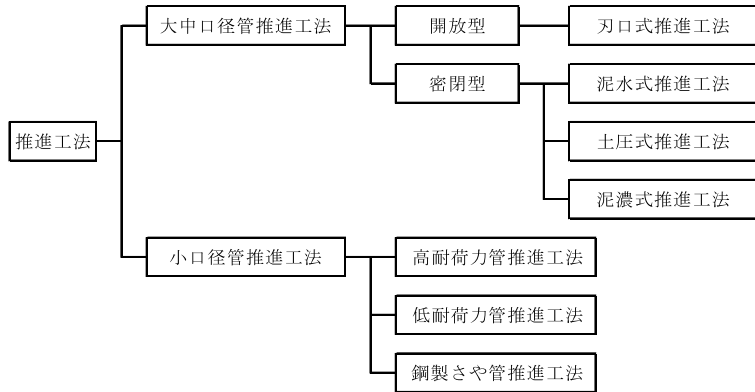 大中口径管推進工法
開放型
刃口式推進工法
密閉型
泥水式推進工法
推進工法
土圧式推進工法
泥濃式推進工法
小口径管推進工法
高耐荷力管推進工法
低耐荷力管推進工法
鋼製さや管推進工法